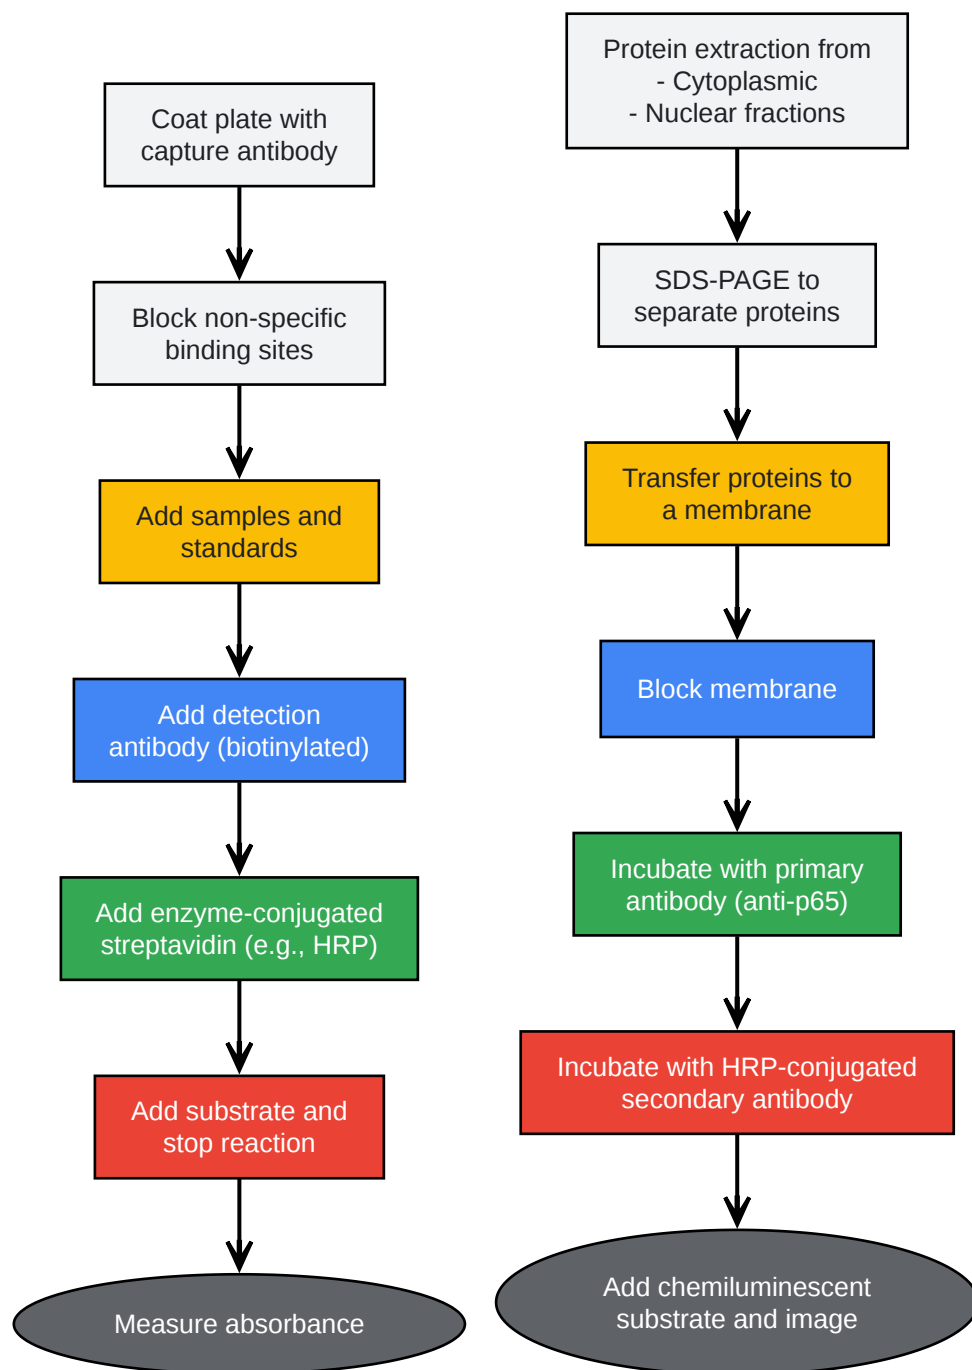 Coat plate with
capture antibody
Block non-specific
binding sites
Add samples and
standards
Add detection
antibody (biotinylated)
Add enzyme-conjugated
streptavidin (e.g., HRP)
Add substrate and
stop reaction
Measure absorbance
Protein extraction from
- Cytoplasmic
- Nuclear fractions
SDS-PAGE to
separate proteins
Transfer proteins to
a membrane
Block membrane
Incubate with primary
antibody (anti-p65)
Incubate with HRP-conjugated
secondary antibody
Add chemiluminescent
substrate and image